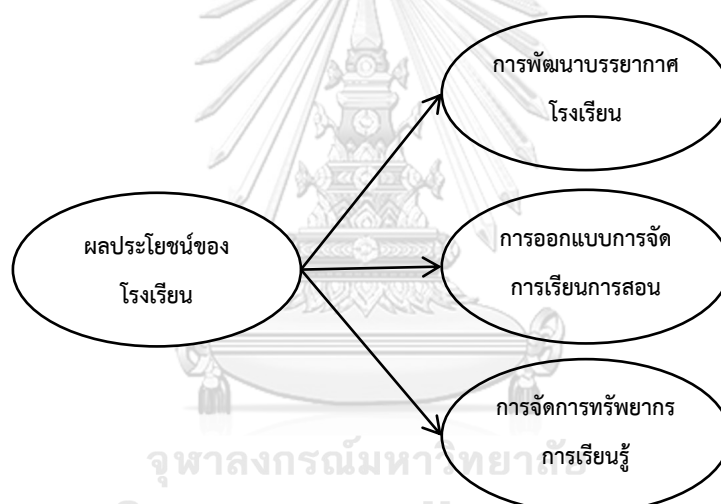 การพัฒนาบรรยากาศ
โรงเรียน
ผลประโยชน์ของ
โรงเรียน
การออกแบบการจัด
การเรียนการสอน
การจัดการทรัพยากร
การเรียนรู้
จุฬาลงกรณ์มหาวิทยาลัย